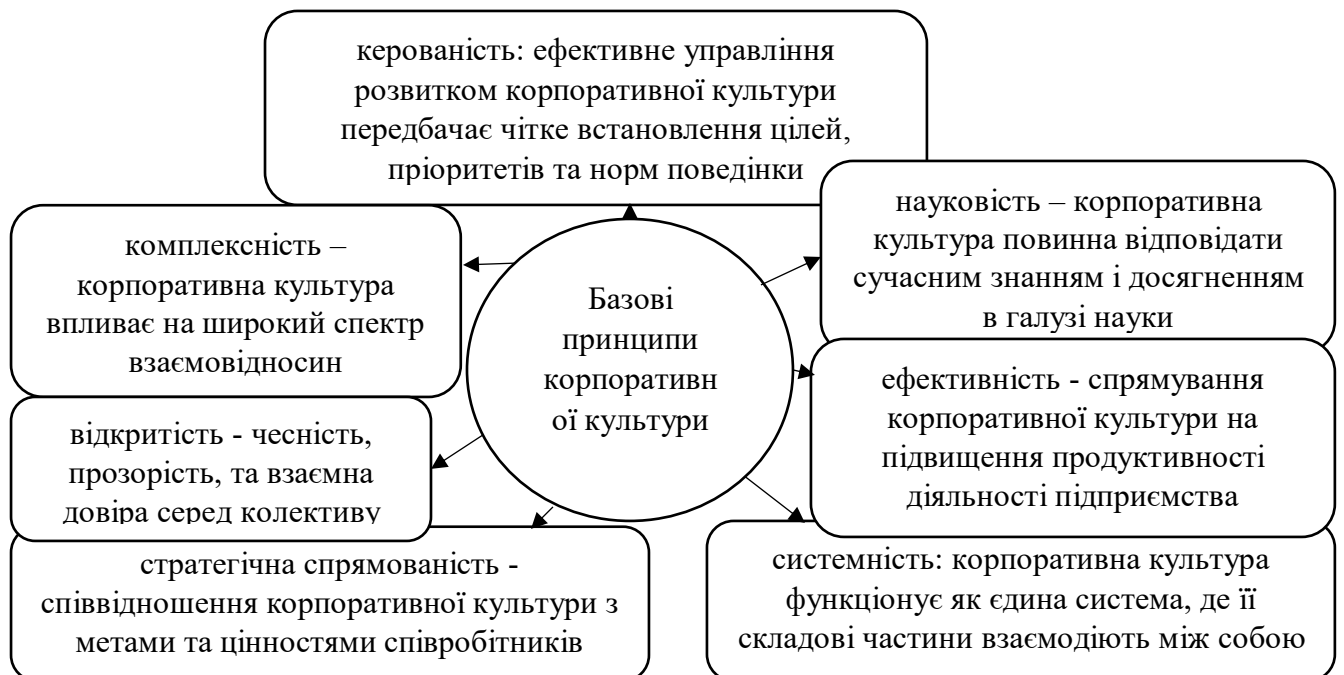 керованість: ефективне управління
розвитком корпоративної культури
передбачає чітке встановлення цілей,
пріоритетів та норм поведінки
науковість – корпоративна
культура повинна відповідати
сучасним знанням і досягненням
в галузі науки
комплексність –
корпоративна культура
впливає на широкий спектр
взаємовідносин
Базові
принципи
корпоративн
ої культури
ефективність - спрямування
корпоративної культури на
підвищення продуктивності
діяльності підприємства
відкритість - чесність,
прозорість, та взаємна
довіра серед колективу
стратегічна спрямованість -
співвідношення корпоративної культури з
метами та цінностями співробітників
системність: корпоративна культура
функціонує як єдина система, де її
складові частини взаємодіють між собою